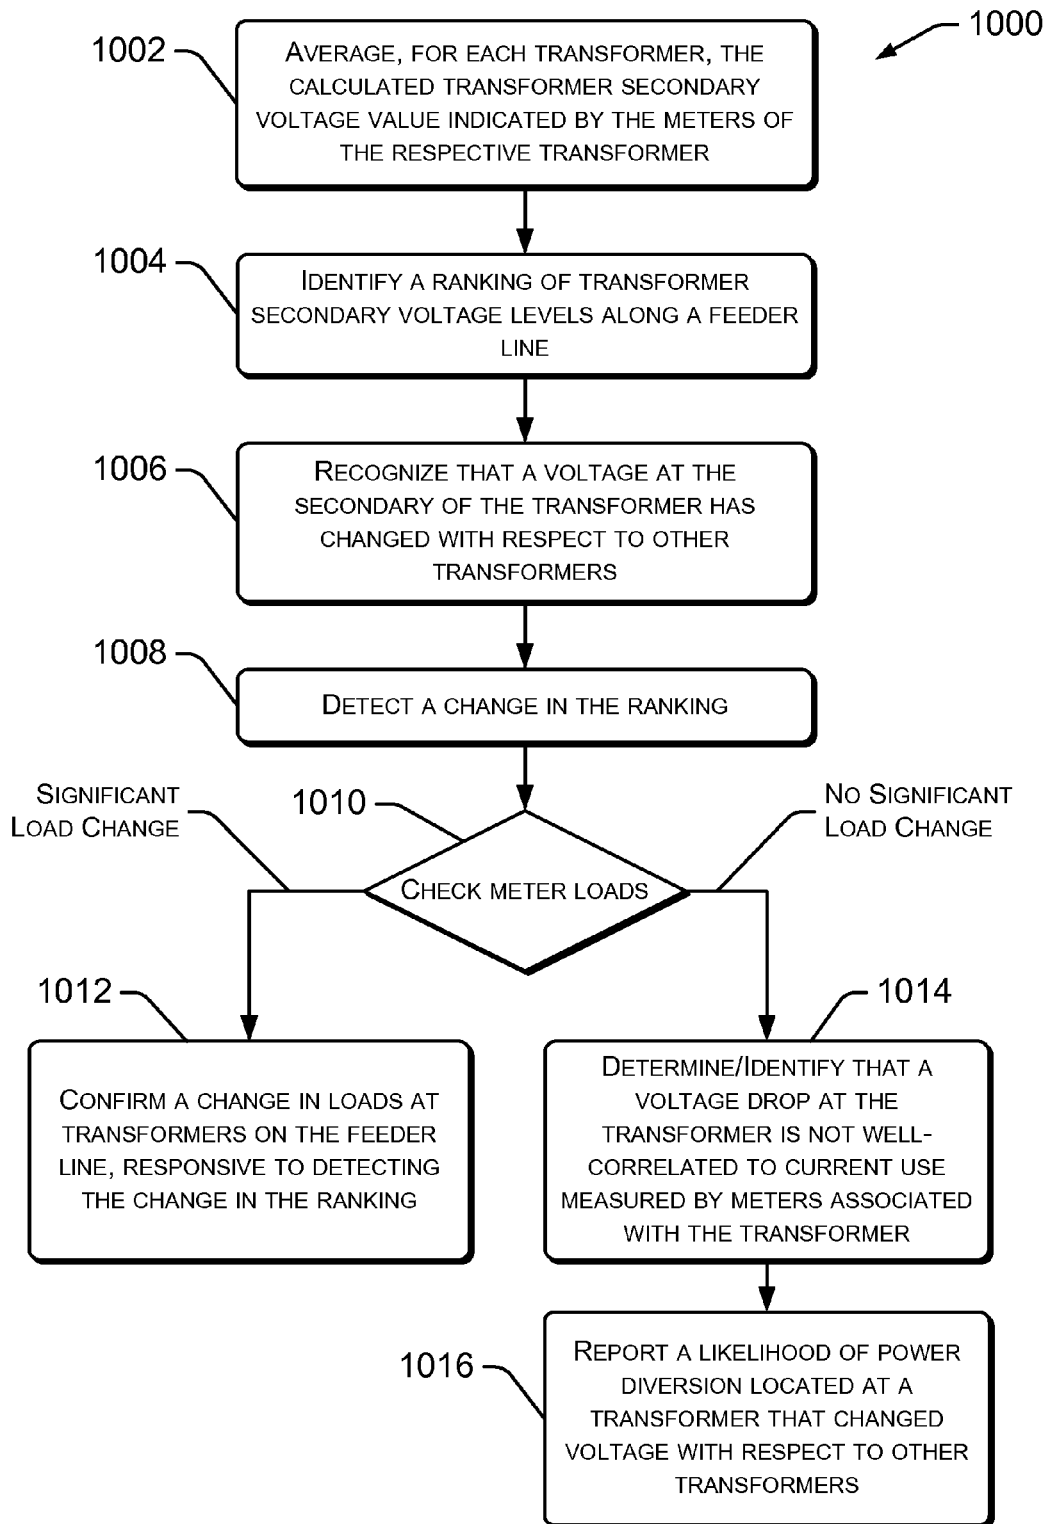 1000
1002
AVERAGE, FOR EACH TRANSFORMER, THE
CALCULATED TRANSFORMER SECONDARY
VOLTAGE VALUE INDICATED BY THE METERS OF
THE RESPECTIVE TRANSFORMER
1004
IDENTIFY A RANKING OF TRANSFORMER
SECONDARY VOLTAGE LEVELS ALONG A FEEDER
LINE
1006
RECOGNIZE THAT A VOLTAGE AT THE
SECONDARY OF THE TRANSFORMER HAS
CHANGED WITH RESPECT TO OTHER
TRANSFORMERS
1008
DETECT A CHANGE IN THE RANKING
SIGNIFICANT
LOAD CHANGE
1010
NO SIGNIFICANT
LOAD CHANGE
CHECK METER LOADS
1012
CONFIRM A CHANGE IN LOADS AT
TRANSFORMERS ON THE FEEDER
LINE, RESPONSIVE TO DETECTING
THE CHANGE IN THE RANKING
1014
DETERMINE/IDENTIFY THAT A
VOLTAGE DROP AT THE
TRANSFORMER IS NOT WELL-
CORRELATED TO CURRENT USE
MEASURED BY METERS ASSOCIATED
WITH THE TRANSFORMER
1016
REPORT A LIKELIHOOD OF POWER
DIVERSION LOCATED AT A
TRANSFORMER THAT CHANGED
VOLTAGE WITH RESPECT TO OTHER
TRANSFORMERS